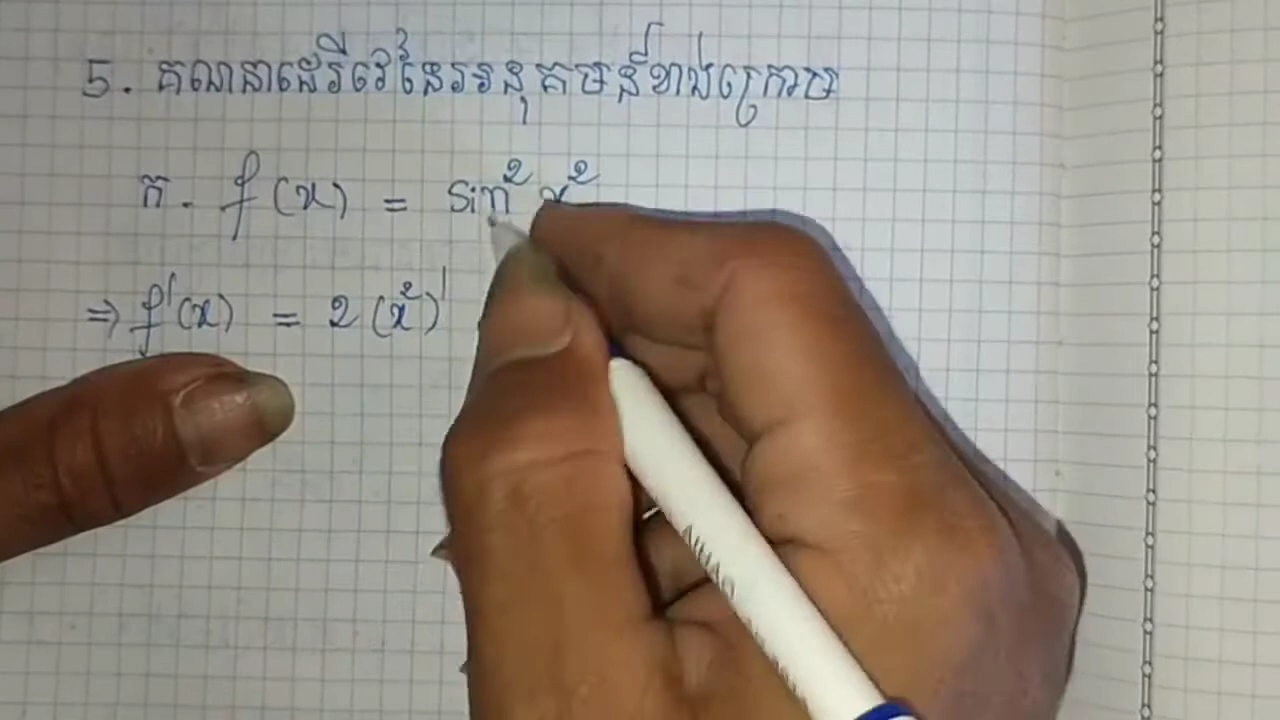 5. គណនាដេរីវេនៃអនុគមន៍ខាងក្រោម
ក. f(x) = sin² x²
⇒ f'(x) = 2 (x²)'